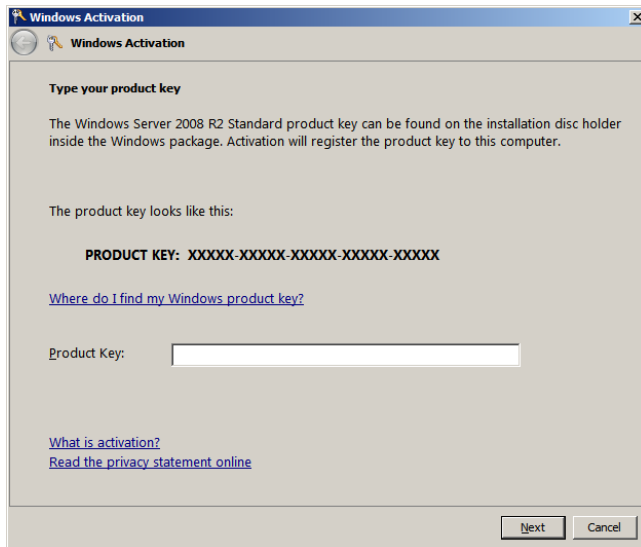 Windows Activation
Windows Activation
Type your product key
The Windows Server 2008 R2 Standard product key can be found on the installation disc holder
inside the Windows package. Activation will register the product key to this computer.
The product key looks like this:
PRODUCT KEY: XXXXX-XXXXX-XXXXX-XXXXX-XXXXX
Where do I find my Windows product key?
Product Key:
What is activation?
Read the privacy statement online
Next Cancel